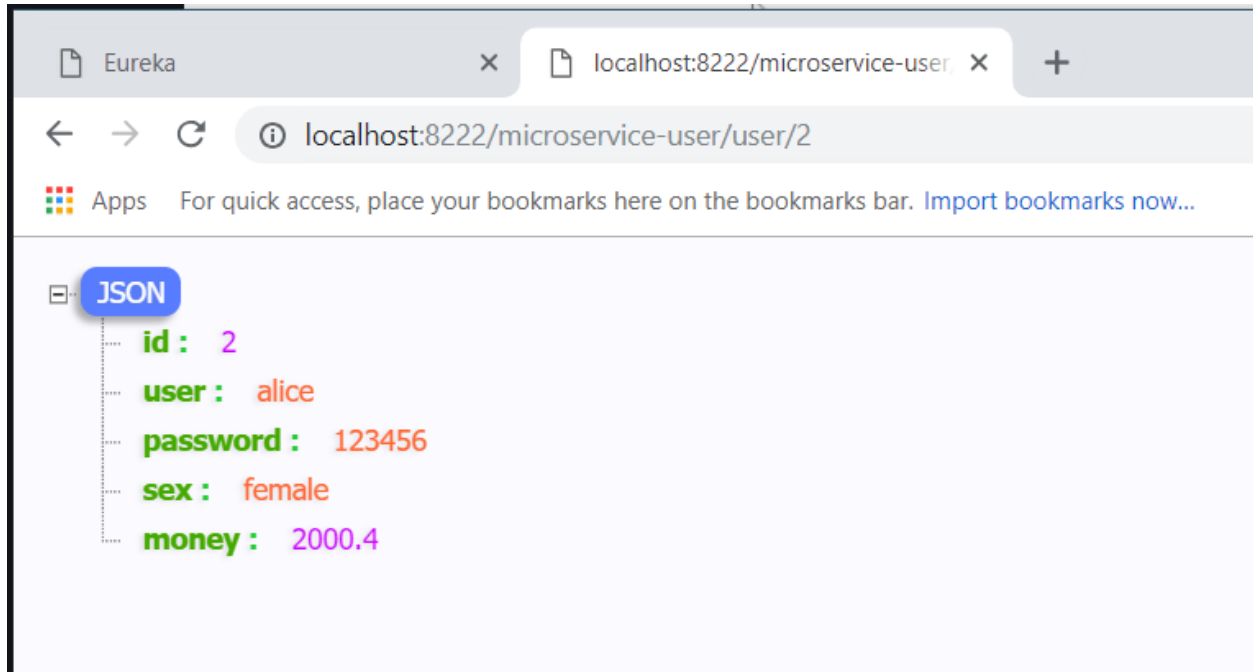 Eureka
localhost:8222/microservice-user
localhost:8222/microservice-user/user/2
Apps For quick access, place your bookmarks here on the bookmarks bar. Import bookmarks now...
JSON
id : 2
user : alice
password : 123456
sex : female
money : 2000.4